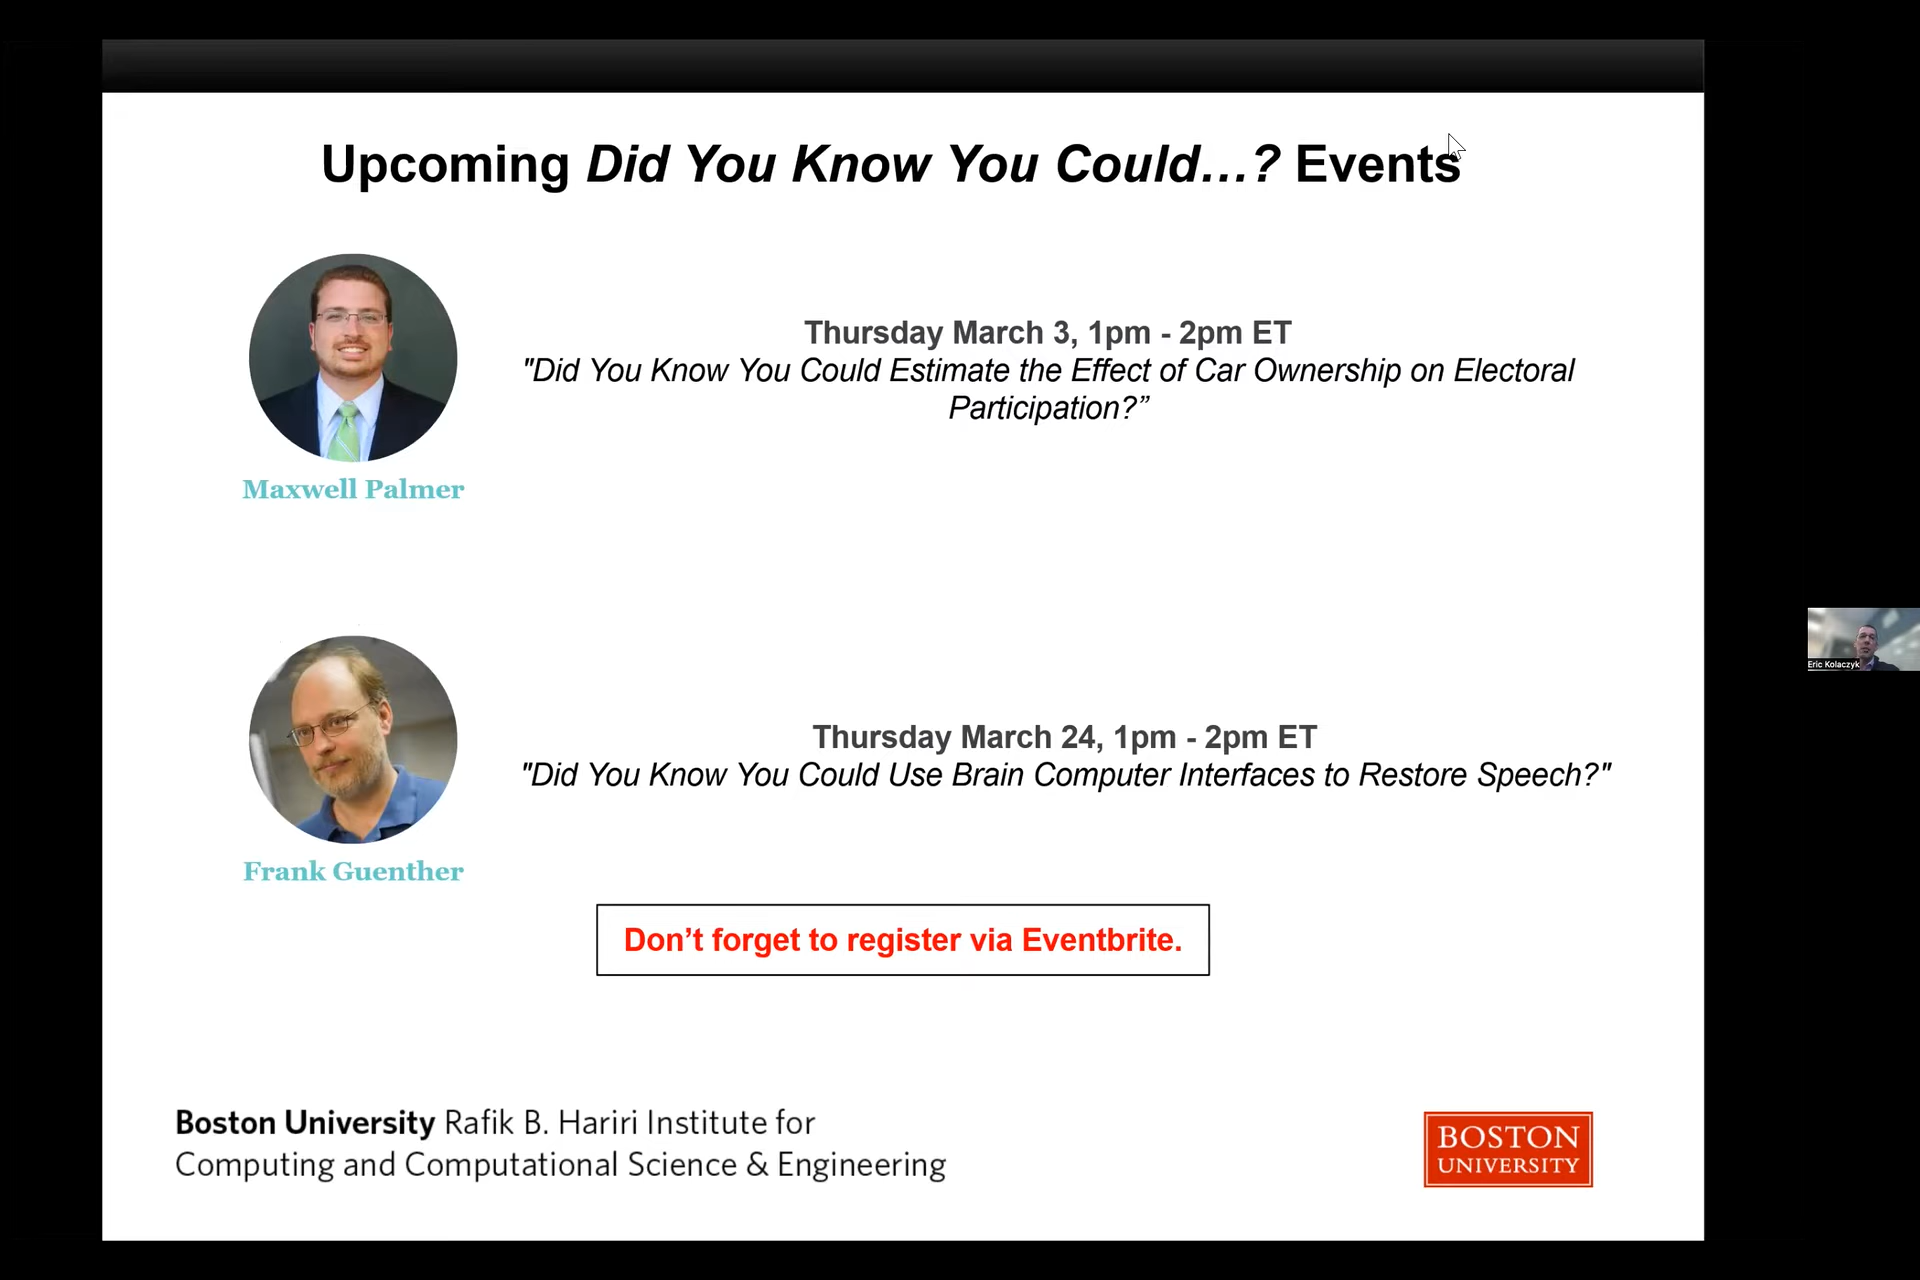 Upcoming Did You Know You Could...? Events
Thursday March 3, 1pm - 2pm ET
"Did You Know You Could Estimate the Effect of Car Ownership on Electoral
Participation?”
Maxwell Palmer
Thursday March 24, 1pm - 2pm ET
"Did You Know You Could Use Brain Computer Interfaces to Restore Speech?"
Frank Guenther
Don’t forget to register via Eventbrite.
Eric Kolaczyk
Boston University Rafik B. Hariri Institute for
Computing and Computational Science & Engineering
BOSTON
UNIVERSITY